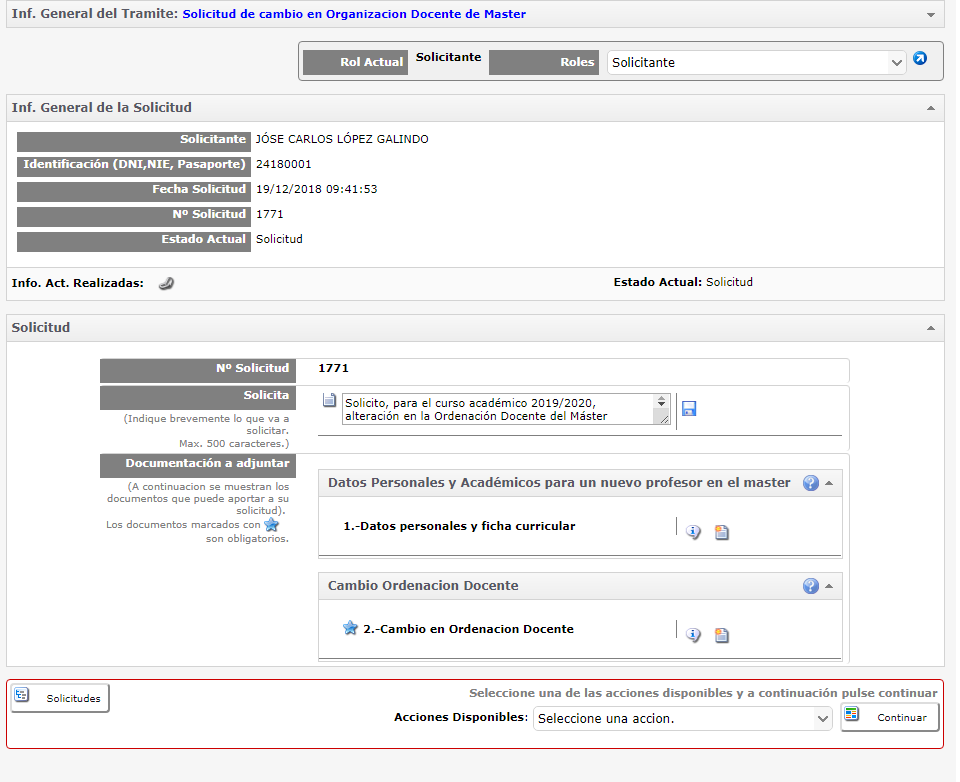 Inf. General del Tramite: Solicitud de cambio en Organizacion Docente de Master
Rol Actual Solicitante Roles Solicitante
Inf. General de la Solicitud
Solicitante JÓSE CARLOS LÓPEZ GALINDO
Identificación (DNI,NIE, Pasaporte) 24180001
Fecha Solicitud 19/12/2018 09:41:53
Nº Solicitud 1771
Estado Actual Solicitud
Info. Act. Realizadas: Estado Actual: Solicitud
Solicitud
Nº Solicitud 1771
Solicita
(Indique brevemente lo que va a
solicitar.
Max. 500 caracteres.)
Solicito, para el curso académico 2019/2020,
alteración en la Ordenación Docente del Máster
Documentación a adjuntar
(A continuacion se muestran los
documentos que puede aportar a su
solicitud).
Los documentos marcados con
son obligatorios.
Datos Personales y Académicos para un nuevo profesor en el master
1.-Datos personales y ficha curricular
Cambio Ordenacion Docente
2.-Cambio en Ordenacion Docente
Solicitudes
Seleccione una de las acciones disponibles y a continuación pulse continuar
Acciones Disponibles: Seleccione una accion. Continuar